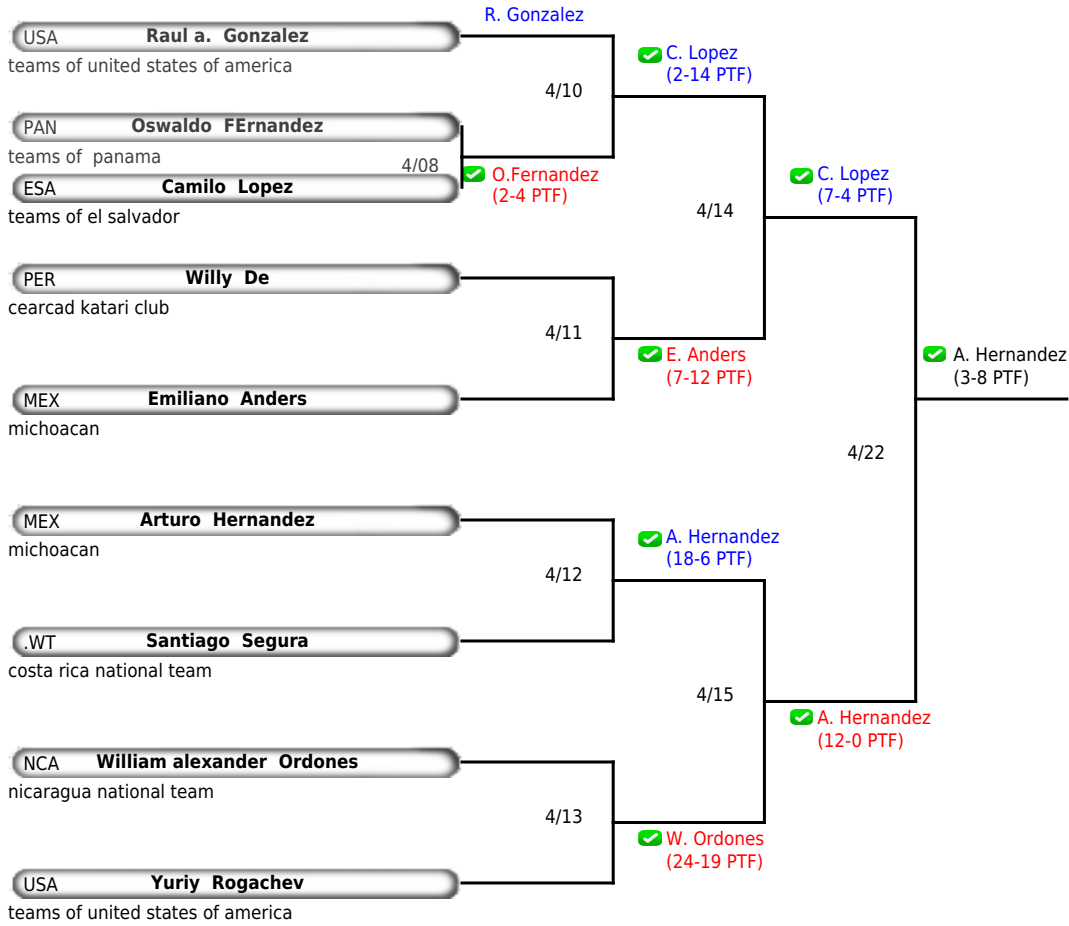 R. Gonzalez
USA Raul a. Gonzalez
teams of united states of america
C. Lopez
(2-14 PTF)
4/10
PAN Oswaldo FErnandez
teams of panama
4/08
O.Fernandez
(2-4 PTF)
ESA Camilo Lopez
teams of el salvador
C. Lopez
(7-4 PTF)
4/14
PER Willy De
cearcad katari club
4/11
E. Anders
(7-12 PTF)
MEX Emiliano Anders
michoacan
A. Hernandez
(3-8 PTF)
4/22
MEX Arturo Hernandez
michoacan
A. Hernandez
(18-6 PTF)
4/12
.WT Santiago Segura
costa rica national team
4/15
A. Hernandez
(12-0 PTF)
NCA William alexander Ordones
nicaragua national team
4/13
W. Ordones
(24-19 PTF)
USA Yuriy Rogachev
teams of united states of america